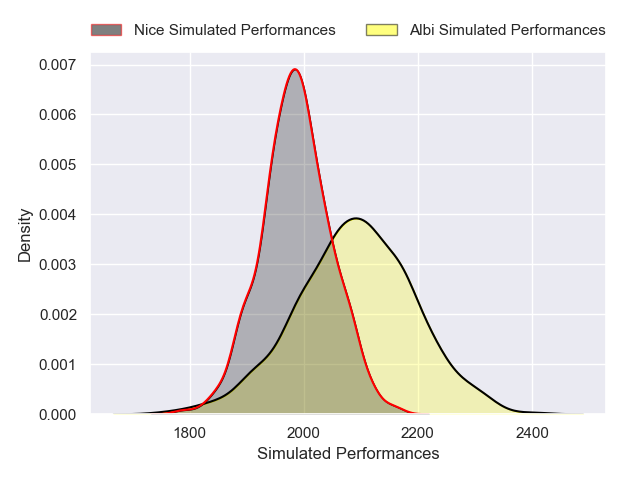 Nice Simulated Performances Albi Simulated Performances
0.007
0.006
0.005
0.004
0.003
0.002
0.001
0.000
Density
1800 2000 2200 2400
Simulated Performances